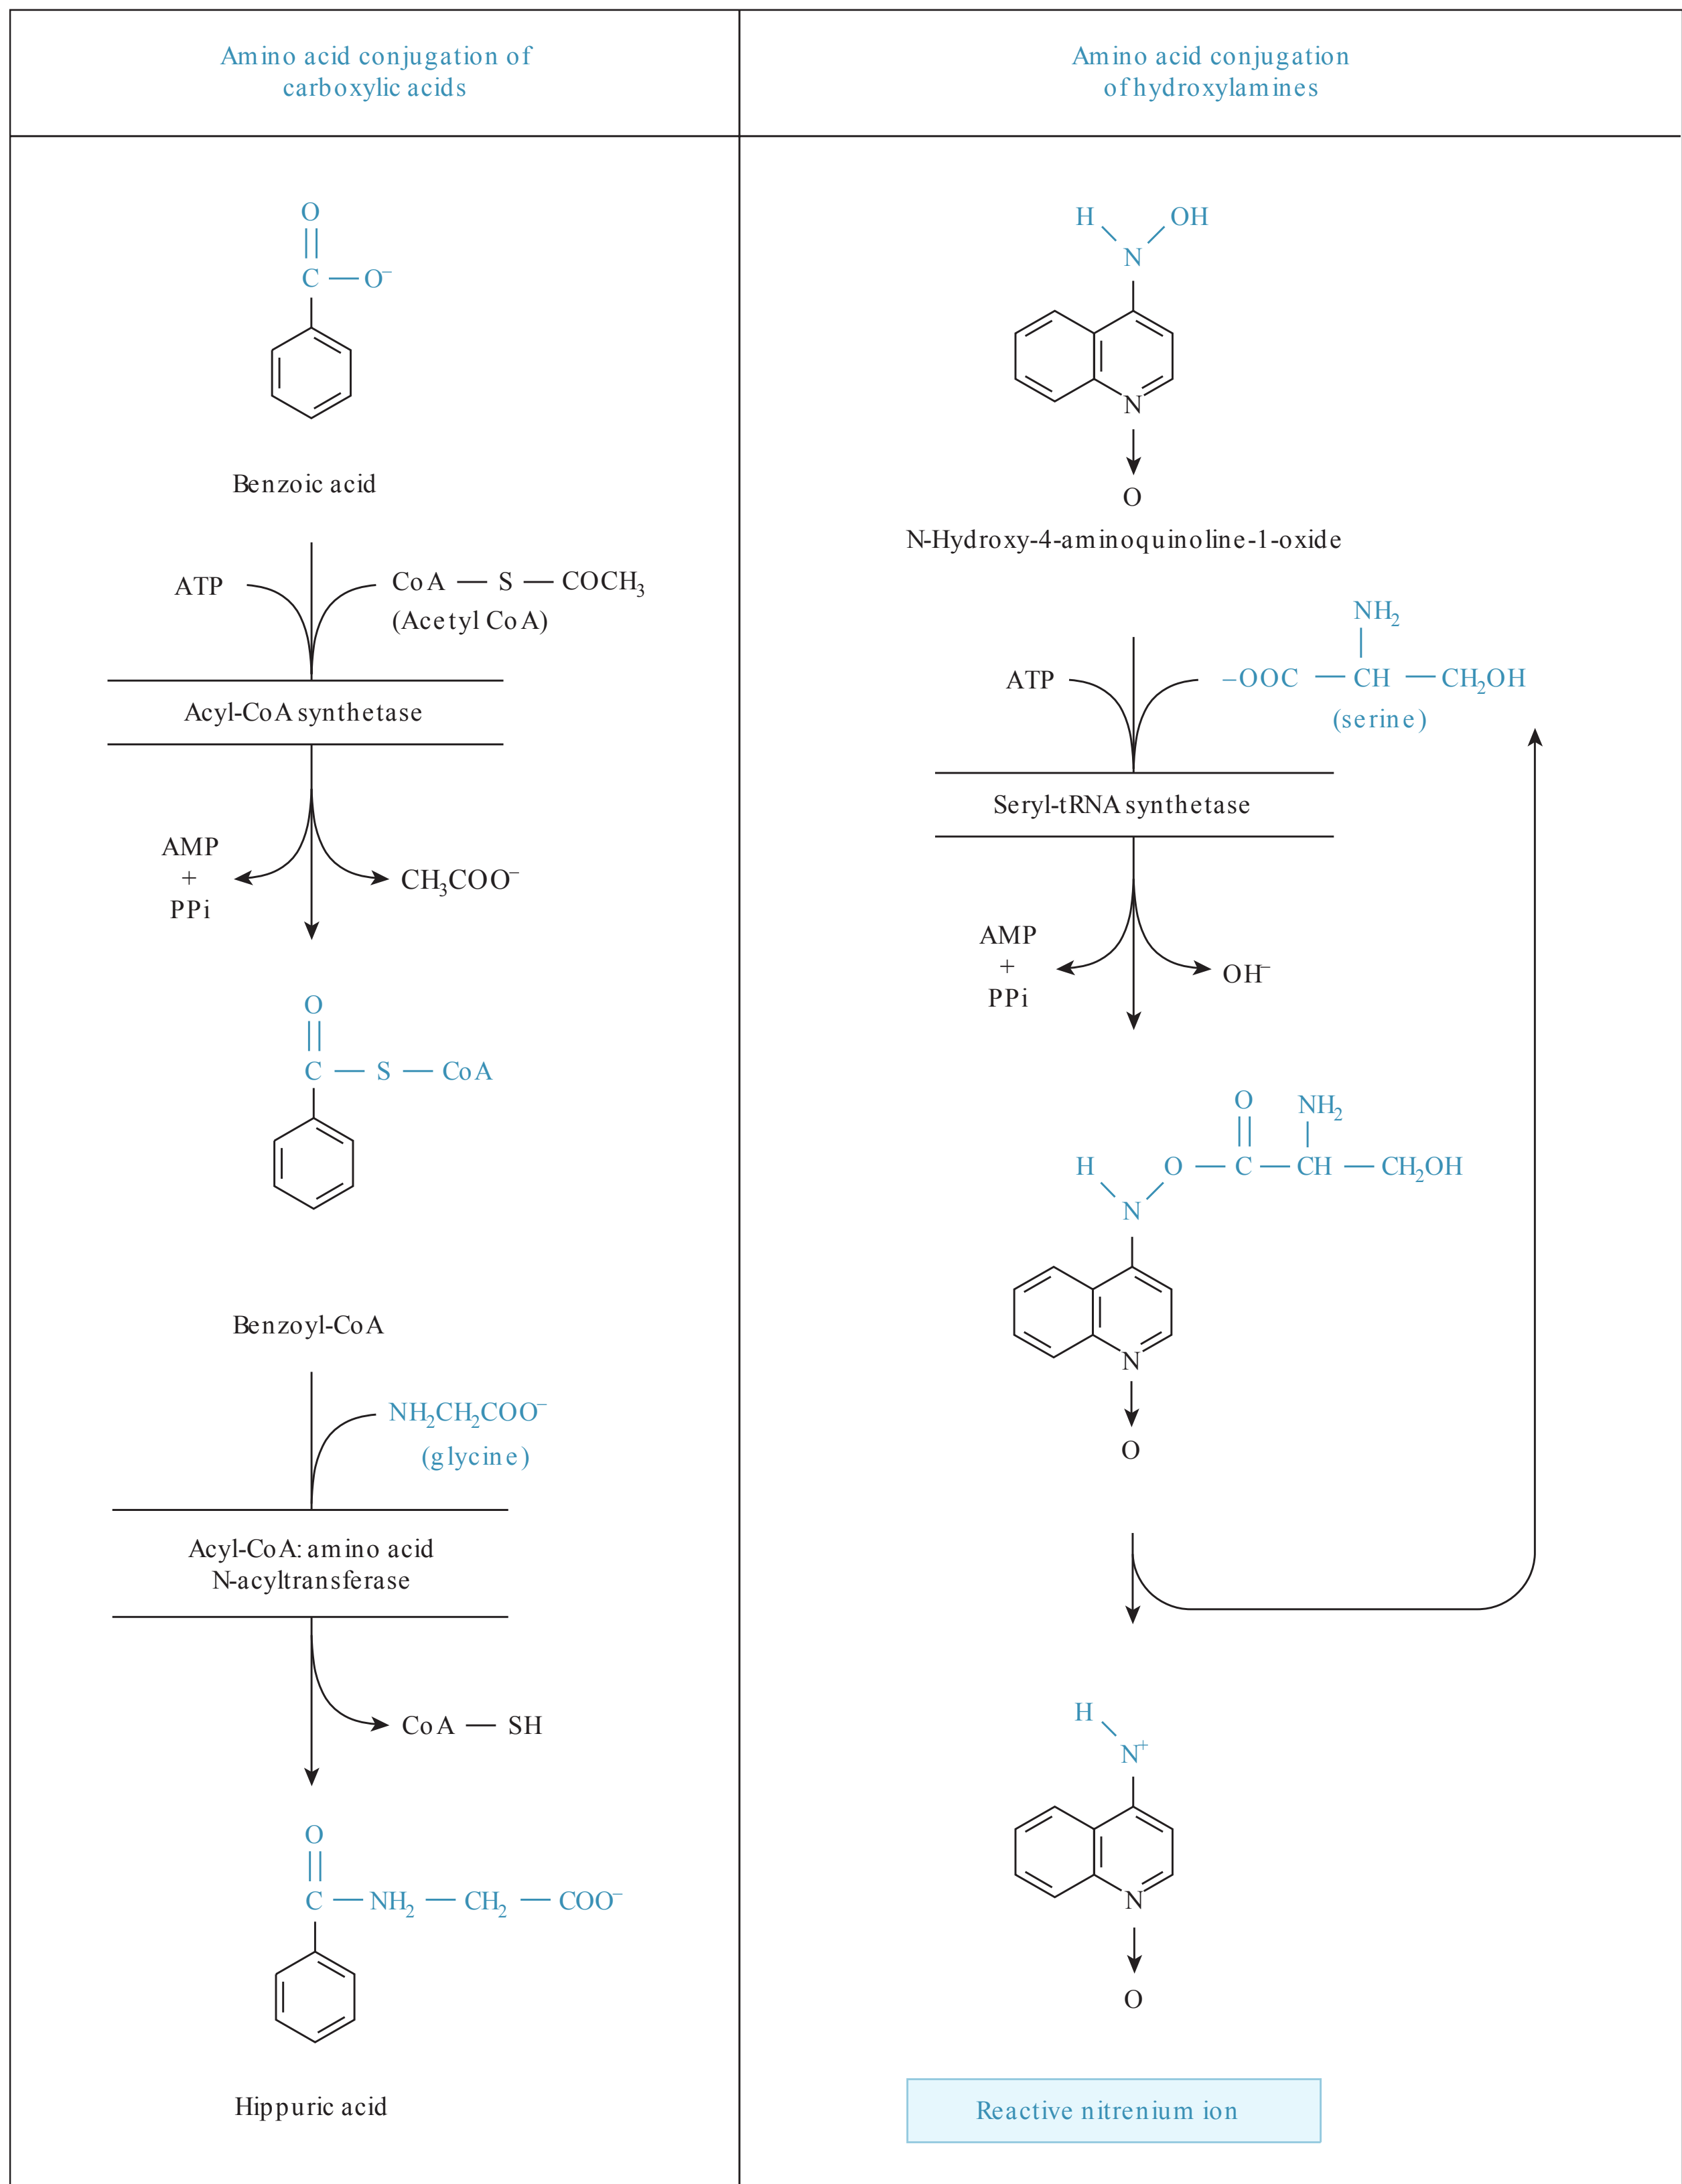 Amino acid conjugation of
carboxylic acids
O
C — O⁻
Benzoic acid
ATP
CoA — S — COCH₃
(Acetyl CoA)
Acyl-CoA synthetase
AMP
+
PPi
CH₃COO⁻
O
C — S — CoA
Benzoyl-CoA
NH₂CH₂COO⁻
(glycine)
Acyl-CoA: amino acid
N-acyltransferase
CoA — SH
O
C — NH₂ — CH₂ — COO⁻
Hippuric acid
Amino acid conjugation
of hydroxylamines
H OH
N
N
O
N-Hydroxy-4-aminoquinoline-1-oxide
NH₂
ATP
–OOC — CH — CH₂OH
(serine)
Seryl-tRNA synthetase
AMP
+
PPi
OH⁻
O NH₂
H O — C — CH — CH₂OH
N
N
O
H
N⁺
N
O
Reactive nitrenium ion